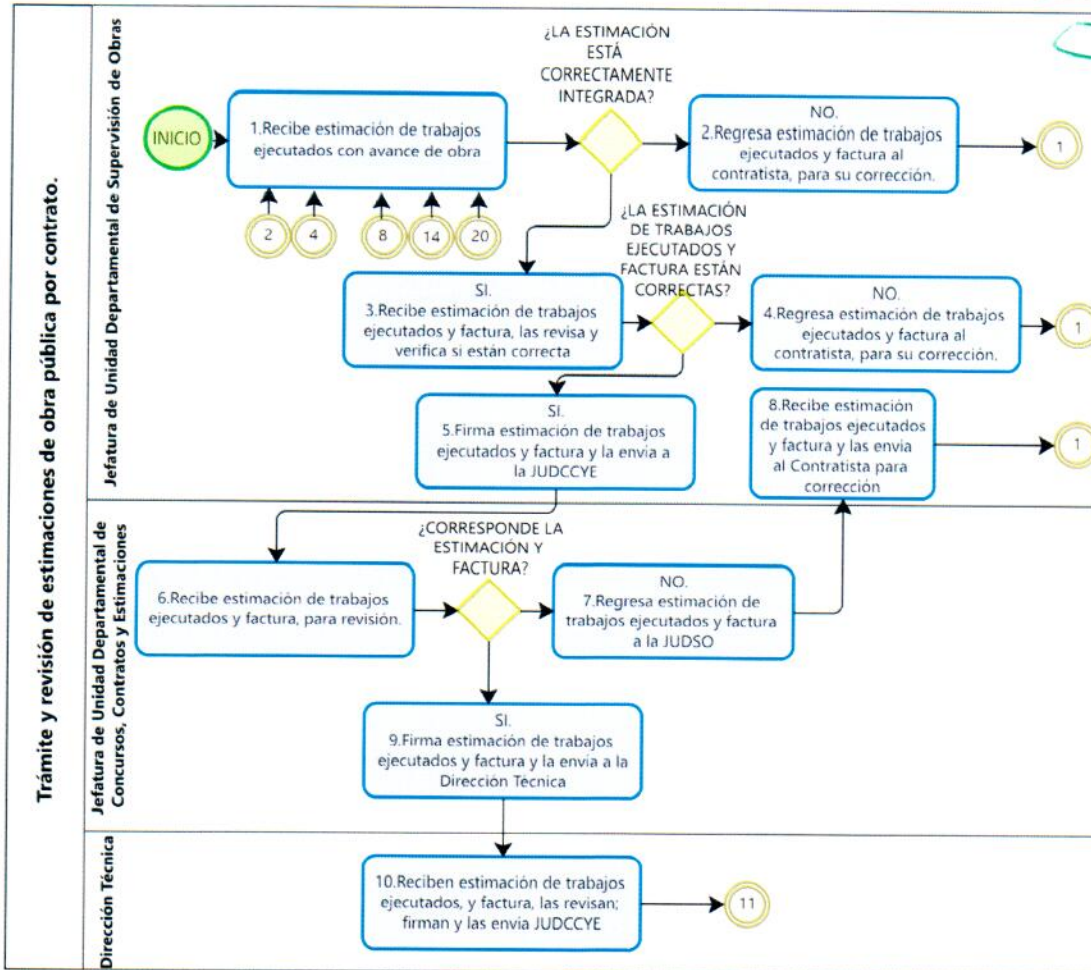 Trámite y revisión de estimaciones de obra pública por contrato.
Jefatura de Unidad Departamental de Supervisión de Obras
INICIO
1.Recibe estimación de trabajos
ejecutados con avance de obra
2
4
8
14
20
¿LA ESTIMACIÓN
ESTÁ
CORRECTAMENTE
INTEGRADA?
NO.
2.Regresa estimación de trabajos
ejecutados y factura al
contratista, para su corrección.
1
SI.
3.Recibe estimación de trabajos
ejecutados y factura, las revisa y
verifica si están correcta
¿LA ESTIMACIÓN
DE TRABAJOS
EJECUTADOS Y
FACTURA ESTÁN
CORRECTAS?
NO.
4.Regresa estimación de trabajos
ejecutados y factura al
contratista, para su corrección.
1
SI.
5.Firma estimación de trabajos
ejecutados y factura y la envia a
la JUDCCYE
8.Recibe estimación
de trabajos ejecutados
y factura y las envia
al Contratista para
corrección
1
Jefatura de Unidad Departamental de
Concursos, Contratos y Estimaciones
6.Recibe estimación de trabajos
ejecutados y factura, para revisión.
¿CORRESPONDE LA
ESTIMACIÓN Y
FACTURA?
NO.
7.Regresa estimación de
trabajos ejecutados y factura
a la JUDSO
SI.
9.Firma estimación de trabajos
ejecutados y factura y la envia a la
Dirección Técnica
Dirección Técnica
10.Reciben estimación de trabajos
ejecutados, y factura, las revisan;
firman y las envia JUDCCYE
11